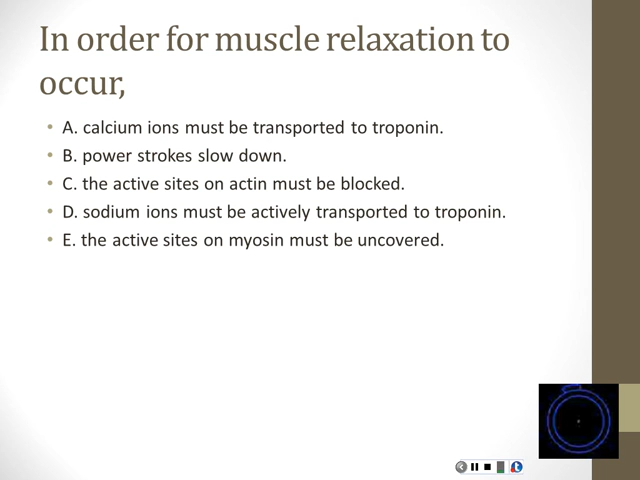 In order for muscle relaxation to
occur,
• A. calcium ions must be transported to troponin.
• B. power strokes slow down.
• C. the active sites on actin must be blocked.
• D. sodium ions must be actively transported to troponin.
• E. the active sites on myosin must be uncovered.